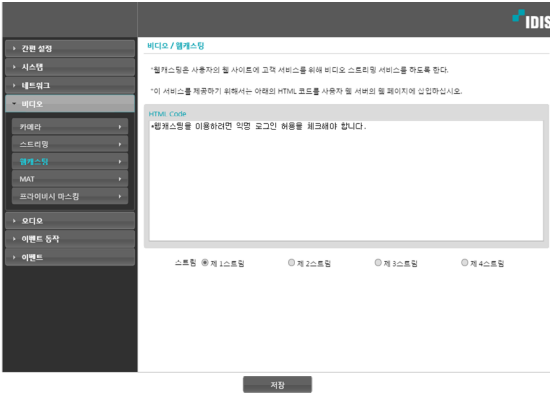 IDIS
간편 설정
시스템
네트워크
비디오
카메라
스트리밍
웹캐스팅
MAT
프라이버시 마스킹
오디오
이벤트 동작
이벤트
비디오 / 웹캐스팅
*웹캐스팅은 사용자의 웹 사이트에 고객 서비스를 위해 비디오 스트리밍 서비스를 하도록 한다.
*이 서비스를 제공하기 위해서는 아래의 HTML 코드를 사용자 웹 서버의 웹 페이지에 삽입하십시오.
HTML Code
*웹캐스팅을 이용하려면 익명 로그인 허용을 체크해야 합니다.
스트림 제 1스트림 제 2스트림 제 3스트림 제 4스트림
저장